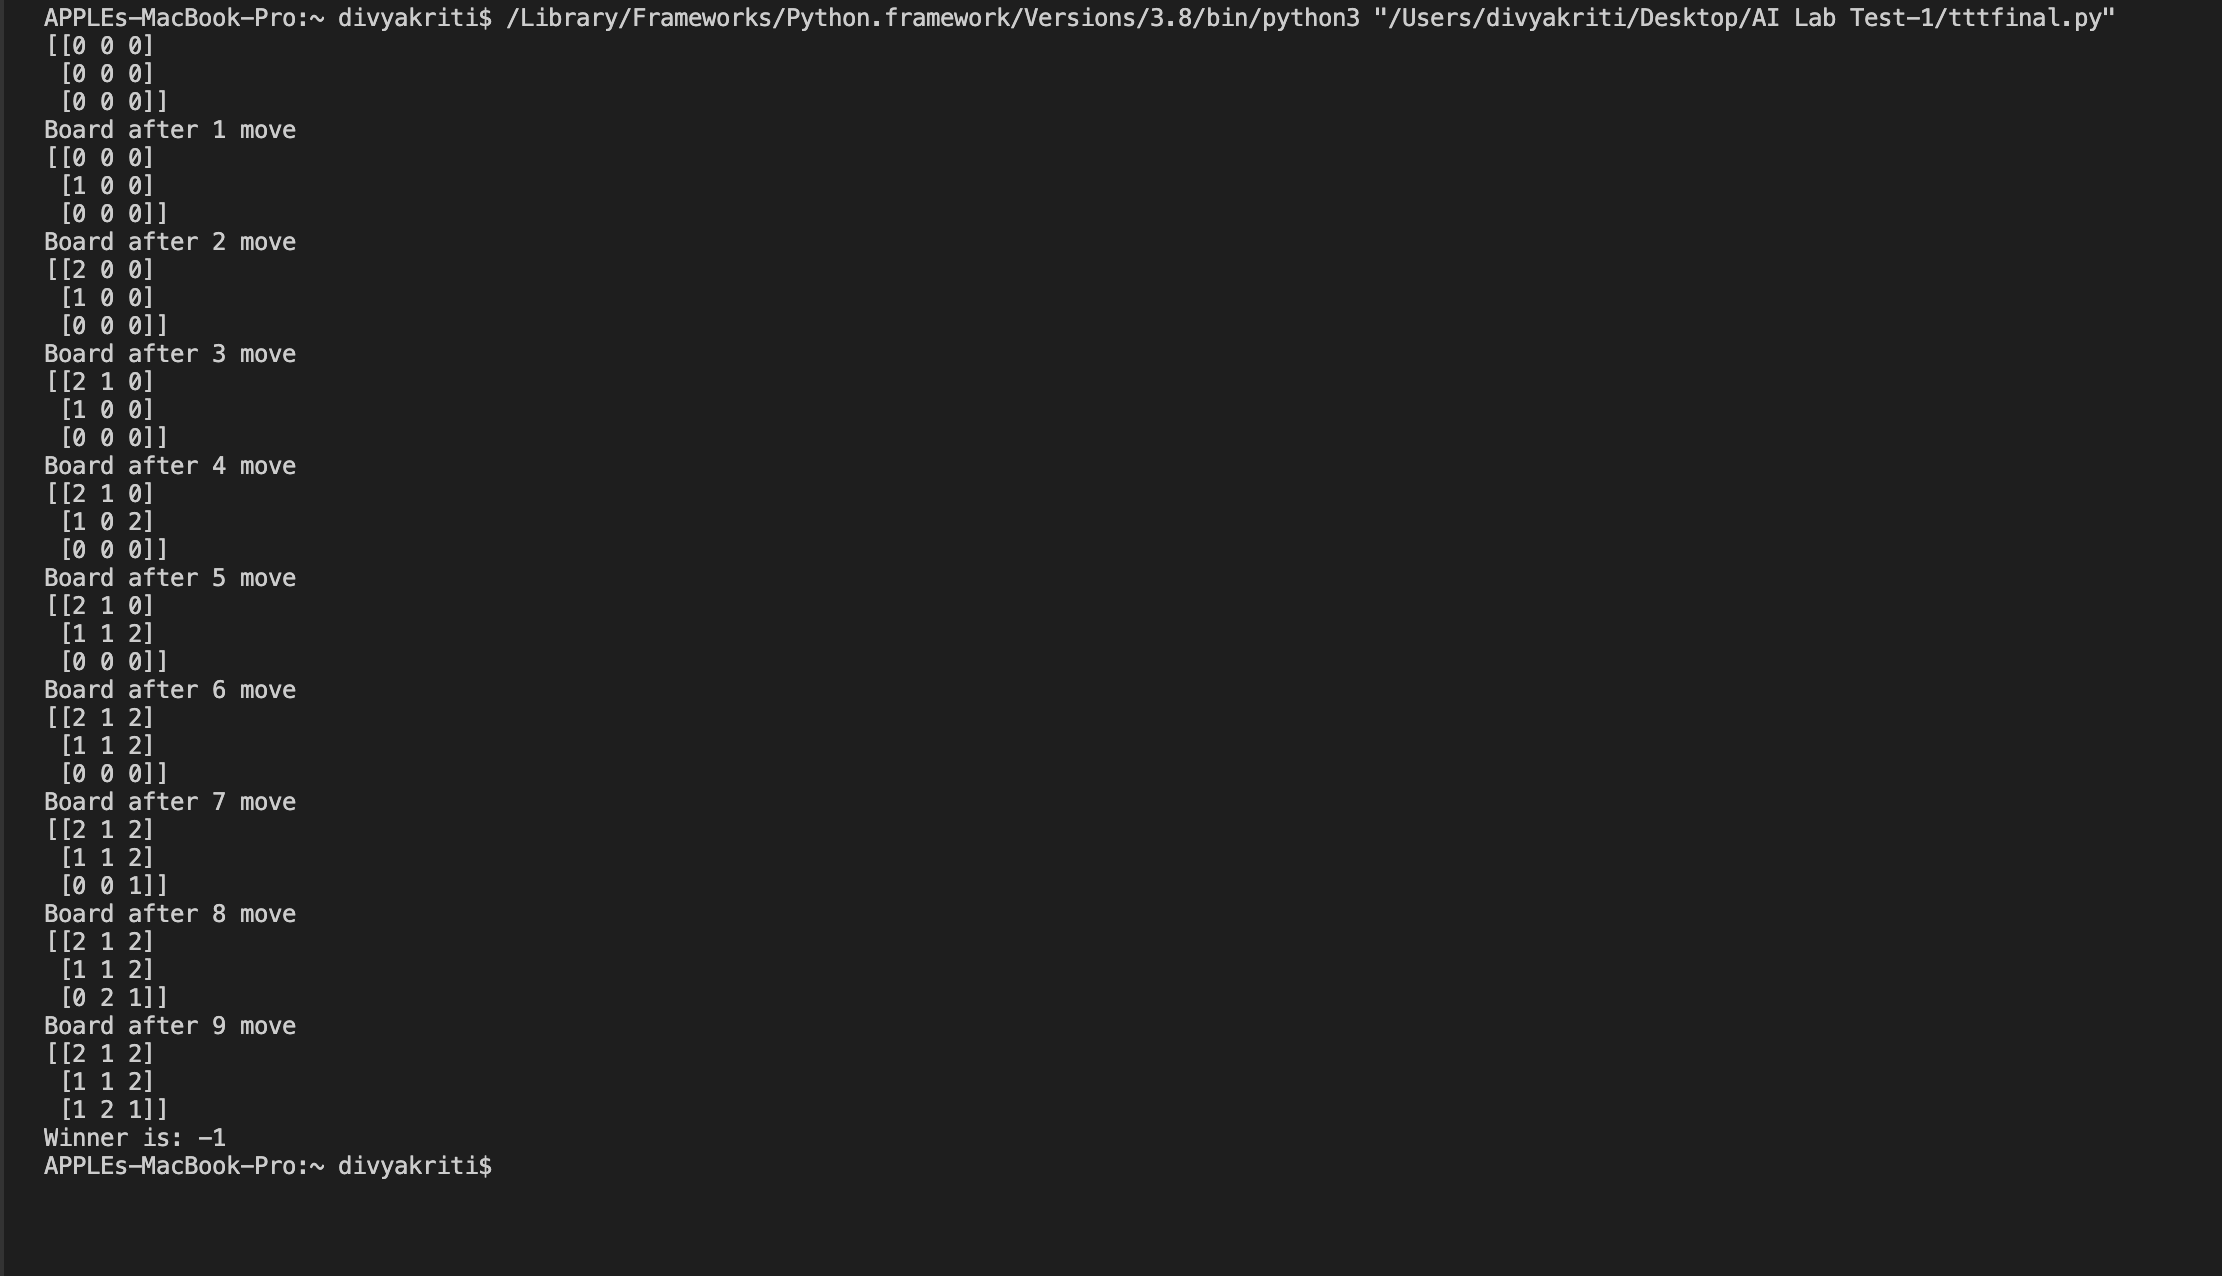 APPLEs-MacBook-Pro:~ divyakriti$ /Library/Frameworks/Python.framework/Versions/3.8/bin/python3 "/Users/divyakriti/Desktop/AI Lab Test-1/tttfinal.py"
[[0 0 0]
 [0 0 0]
 [0 0 0]]
Board after 1 move
[[0 0 0]
 [1 0 0]
 [0 0 0]]
Board after 2 move
[[2 0 0]
 [1 0 0]
 [0 0 0]]
Board after 3 move
[[2 1 0]
 [1 0 0]
 [0 0 0]]
Board after 4 move
[[2 1 0]
 [1 0 2]
 [0 0 0]]
Board after 5 move
[[2 1 0]
 [1 1 2]
 [0 0 0]]
Board after 6 move
[[2 1 2]
 [1 1 2]
 [0 0 0]]
Board after 7 move
[[2 1 2]
 [1 1 2]
 [0 0 1]]
Board after 8 move
[[2 1 2]
 [1 1 2]
 [0 2 1]]
Board after 9 move
[[2 1 2]
 [1 1 2]
 [1 2 1]]
Winner is: -1
APPLEs-MacBook-Pro:~ divyakriti$